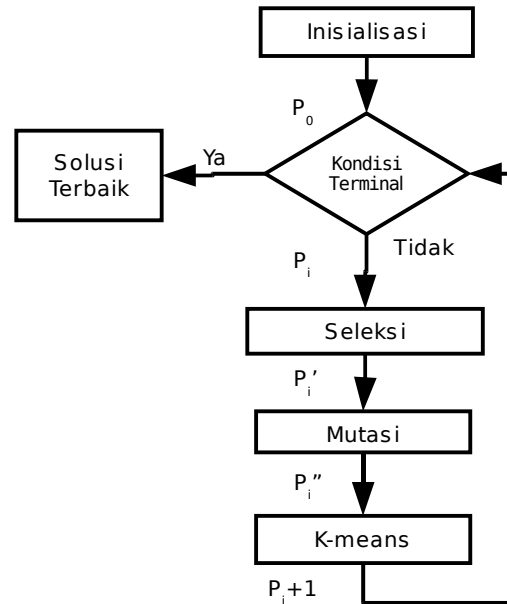 Inisialisasi
P₀
Ya
Solusi
Terbaik
Kondisi
Terminal
Tidak
Pᵢ
Seleksi
Pᵢ’
Mutasi
Pᵢ”
K-means
Pᵢ+1